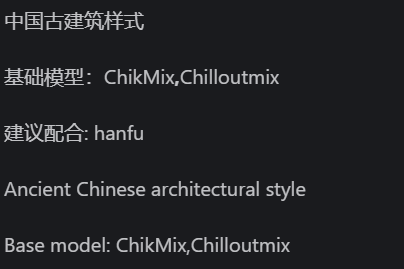 中国古建筑样式
基础模型：ChikMix,Chilloutmix
建议配合: hanfu
Ancient Chinese architectural style
Base model: ChikMix,Chilloutmix